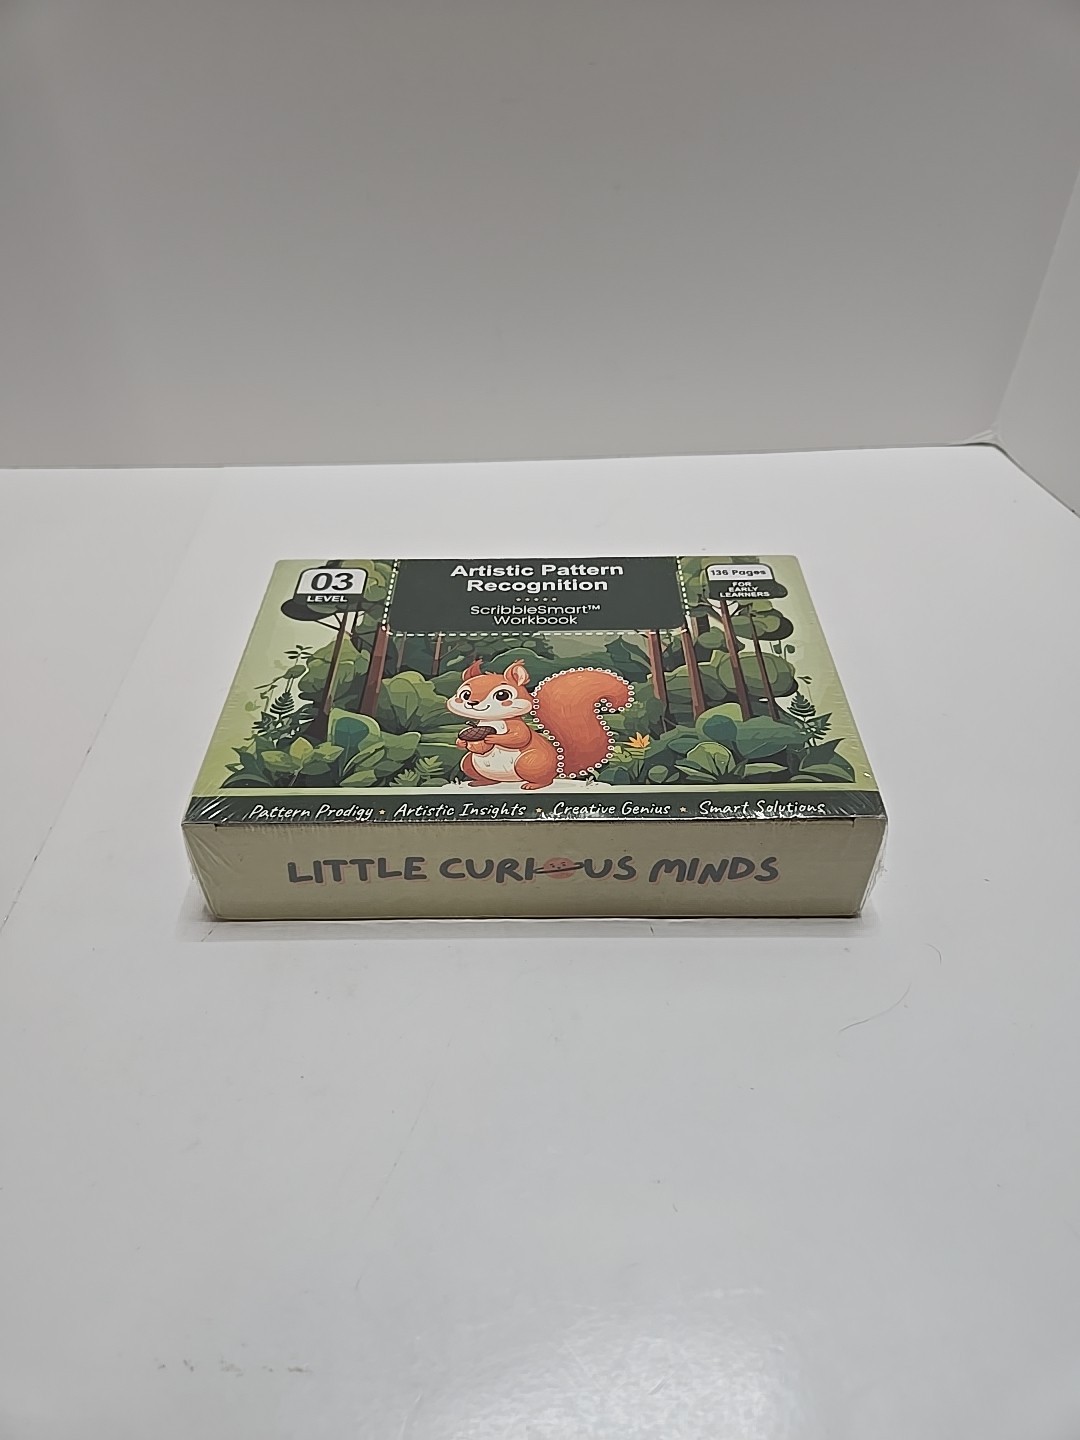 03
LEVEL
Artistic Pattern
Recognition
ScribbleSmart™
Workbook
136 Pages
FOR
EARLY
LEARNERS
Pattern Prodigy ★ Artistic Insights ★ Creative Genius ★ Smart Solutions
LITTLE CURIOUS MINDS